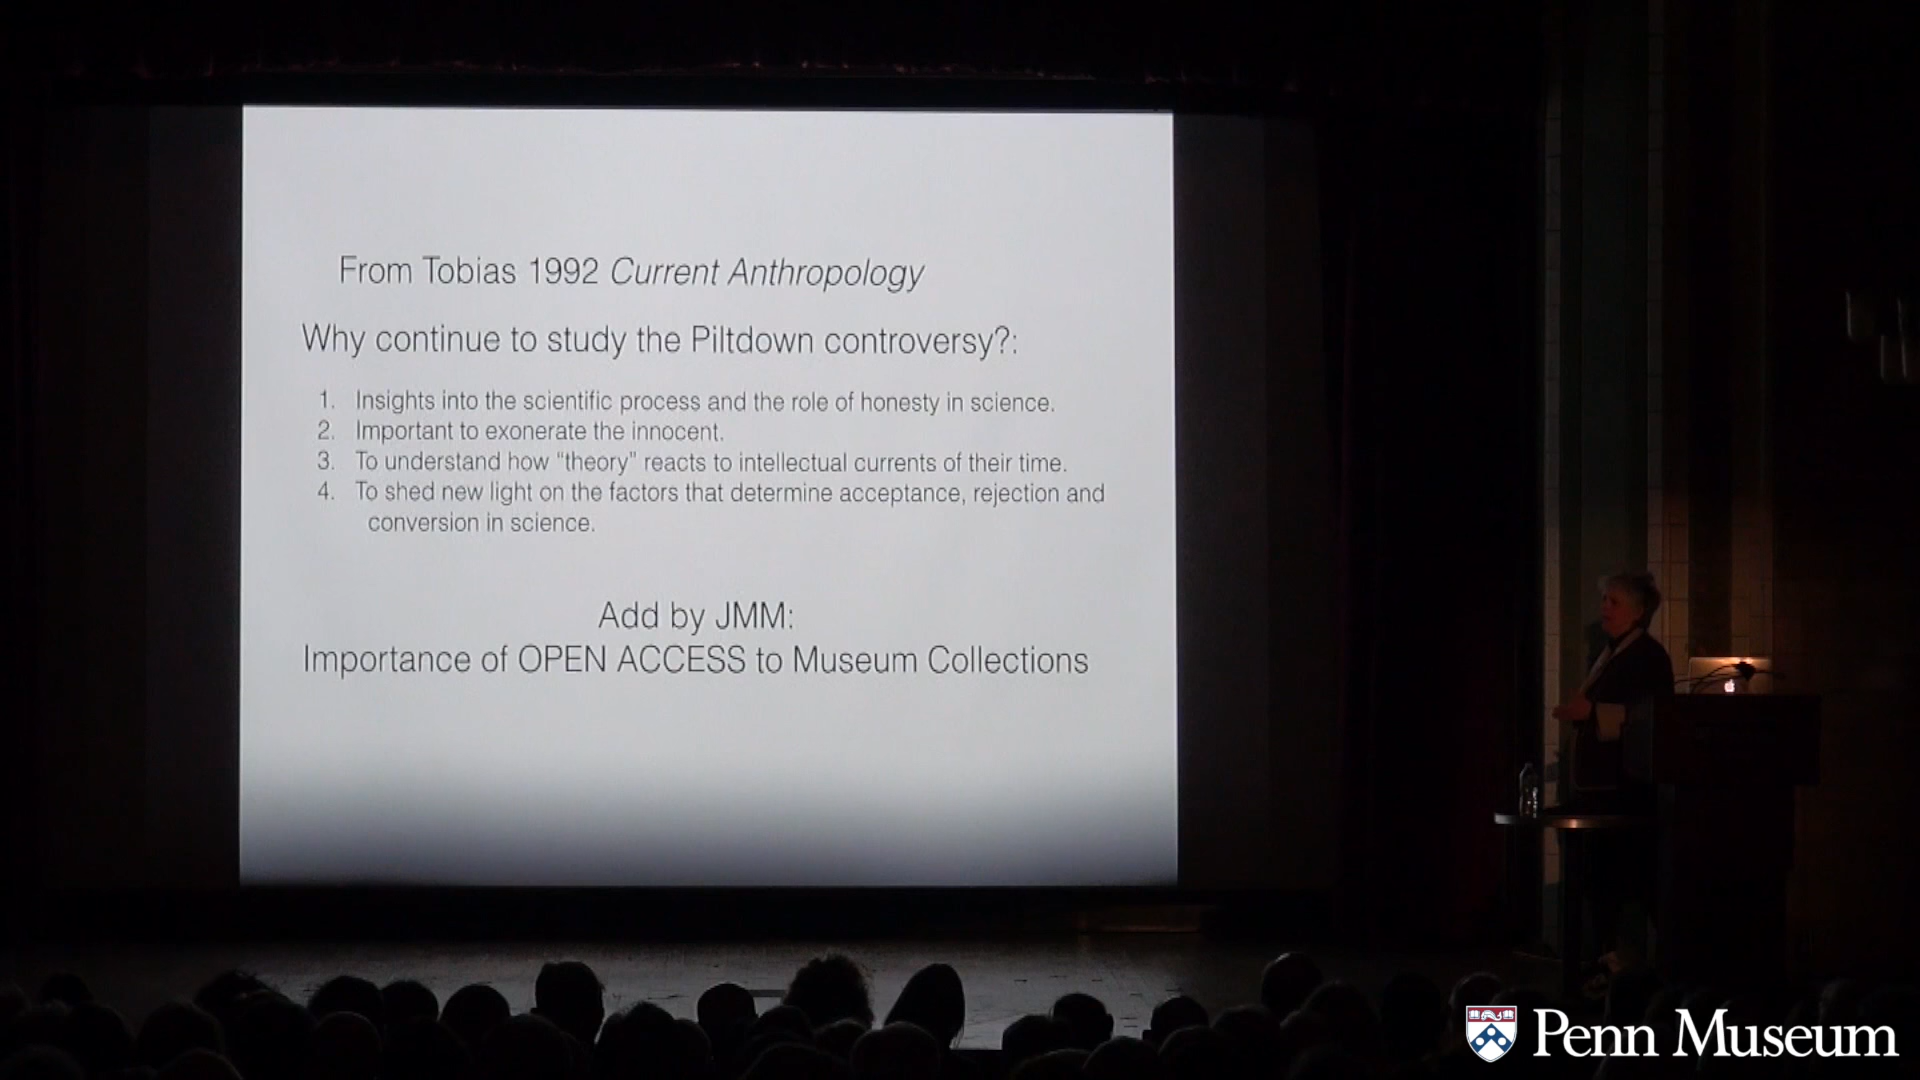 From Tobias 1992 Current Anthropology
Why continue to study the Piltdown controversy?:
1. Insights into the scientific process and the role of honesty in science.
2. Important to exonerate the innocent.
3. To understand how “theory” reacts to intellectual currents of their time.
4. To shed new light on the factors that determine acceptance, rejection and
conversion in science.
Add by JMM:
Importance of OPEN ACCESS to Museum Collections
Penn Museum